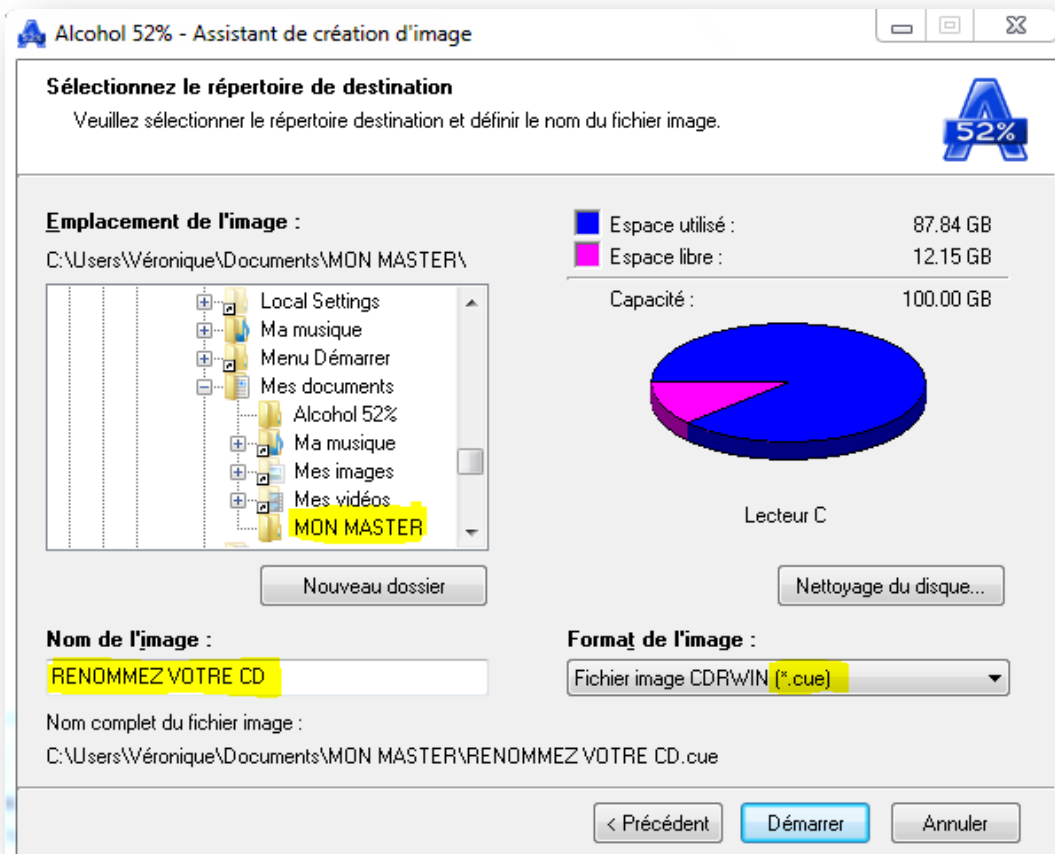 Alcohol 52% - Assistant de création d'image
Sélectionnez le répertoire de destination
Veuillez sélectionner le répertoire destination et définir le nom du fichier image.
52%
Emplacement de l'image :
C:\Users\Véronique\Documents\MON MASTER\
Local Settings
Ma musique
Menu Démarrer
Mes documents
Alcohol 52%
Ma musique
Mes images
Mes vidéos
MON MASTER
Nouveau dossier
Espace utilisé : 87.84 GB
Espace libre : 12.15 GB
Capacité : 100.00 GB
Lecteur C
Nettoyage du disque...
Nom de l'image :
RENOMMEZ VOTRE CD
Format de l'image :
Fichier image CDRWIN (*.cue)
Nom complet du fichier image :
C:\Users\Véronique\Documents\MON MASTER\RENOMMEZ VOTRE CD.cue
< Précédent Démarrer Annuler